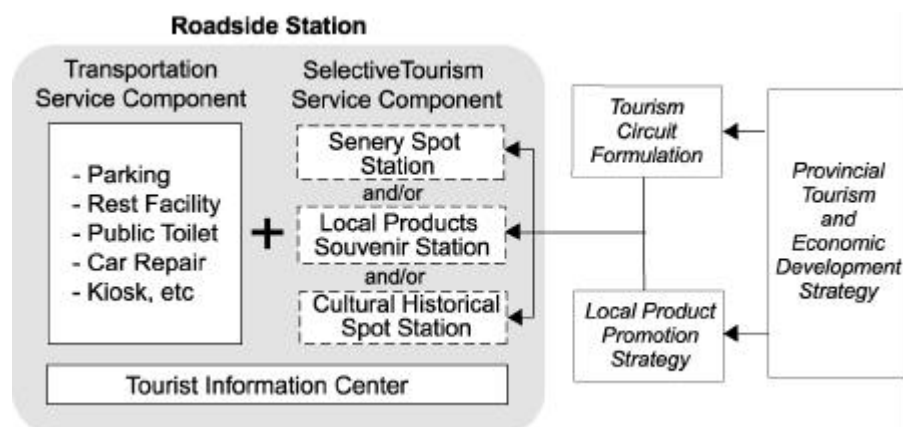 Roadside Station
Transportation
Service Component
SelectiveTourism
Service Component
- Parking
- Rest Facility
- Public Toilet
- Car Repair
- Kiosk, etc
+
Senery Spot
Station
and/or
Local Products
Souvenir Station
and/or
Cultural Historical
Spot Station
Tourist Information Center
Tourism
Circuit
Formulation
Local Product
Promotion
Strategy
Provincial
Tourism
and
Economic
Development
Strategy